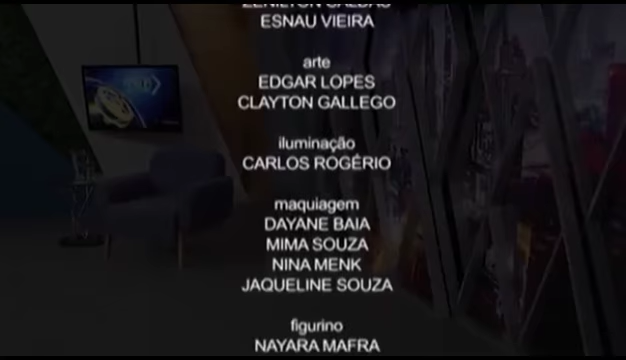 ESNAU VIEIRA
arte
EDGAR LOPES
CLAYTON GALLEGO
iluminação
CARLOS ROGÉRIO
maquiagem
DAYANE BAIA
MIMA SOUZA
NINA MENK
JAQUELINE SOUZA
figurino
NAYARA MAFRA